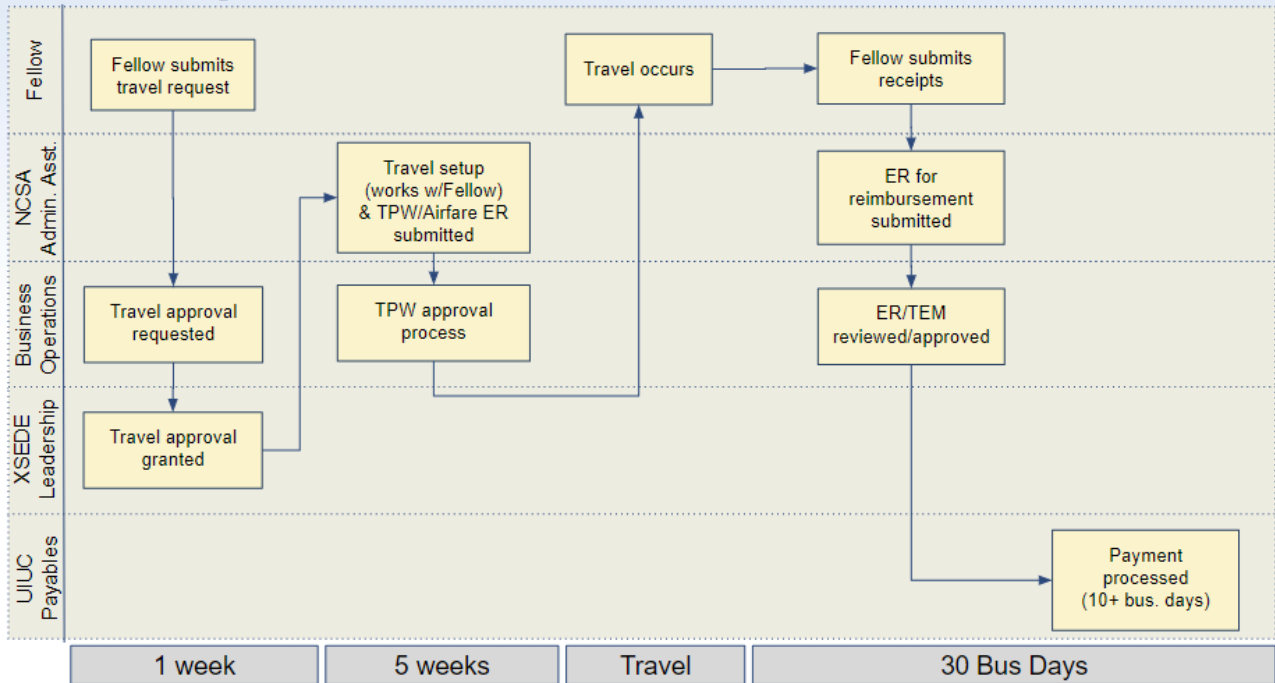 Fellow
Fellow submits
travel request
Travel occurs
Fellow submits
receipts
NCSA
Admin. Asst.
Travel setup
(works w/Fellow)
& TPW/Airfare ER
submitted
ER for
reimbursement
submitted
Business
Operations
Travel approval
requested
TPW approval
process
ER/TEM
reviewed/approved
XSEDE
Leadership
Travel approval
granted
UIUC
Payables
Payment
processed
(10+ bus. days)
1 week
5 weeks
Travel
30 Bus Days